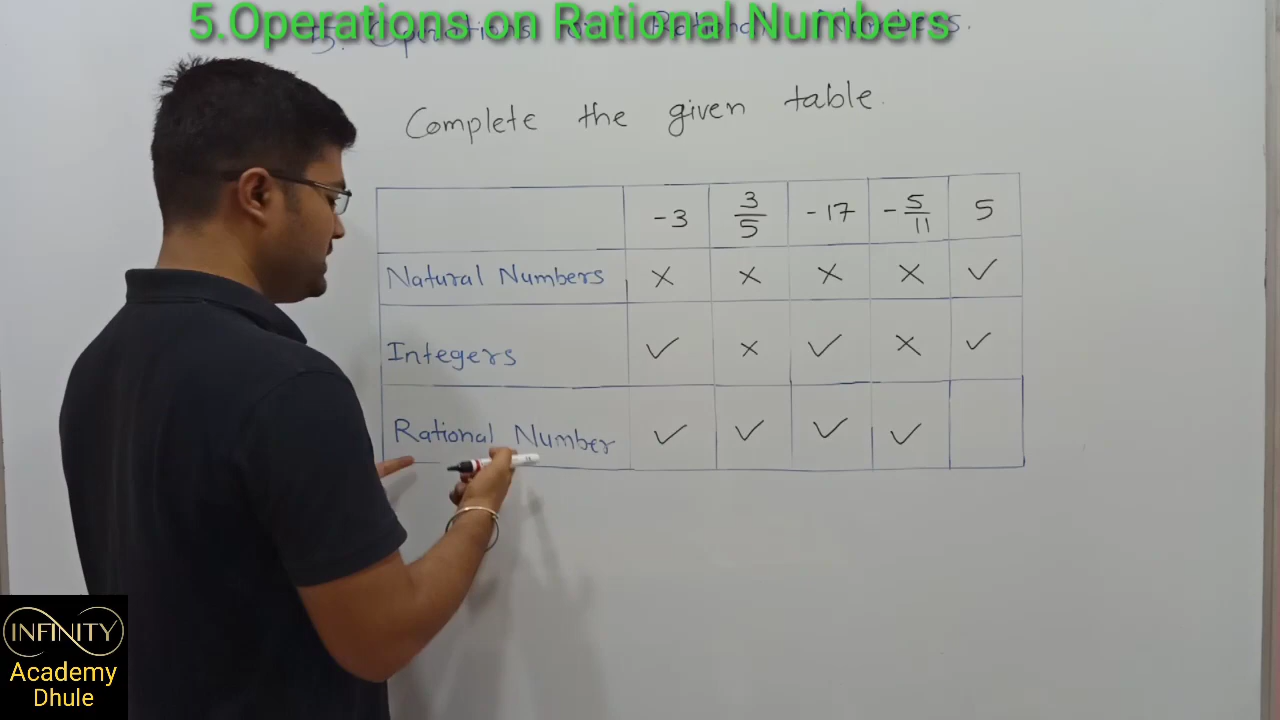 5.Operations on Rational Numbers
Complete the given table.
-3 3/5 -17 -5/11 5
Natural Numbers × × × × ✓
Integers ✓ × ✓ × ✓
Rational Number ✓ ✓ ✓ ✓
INFINITY
Academy
Dhule